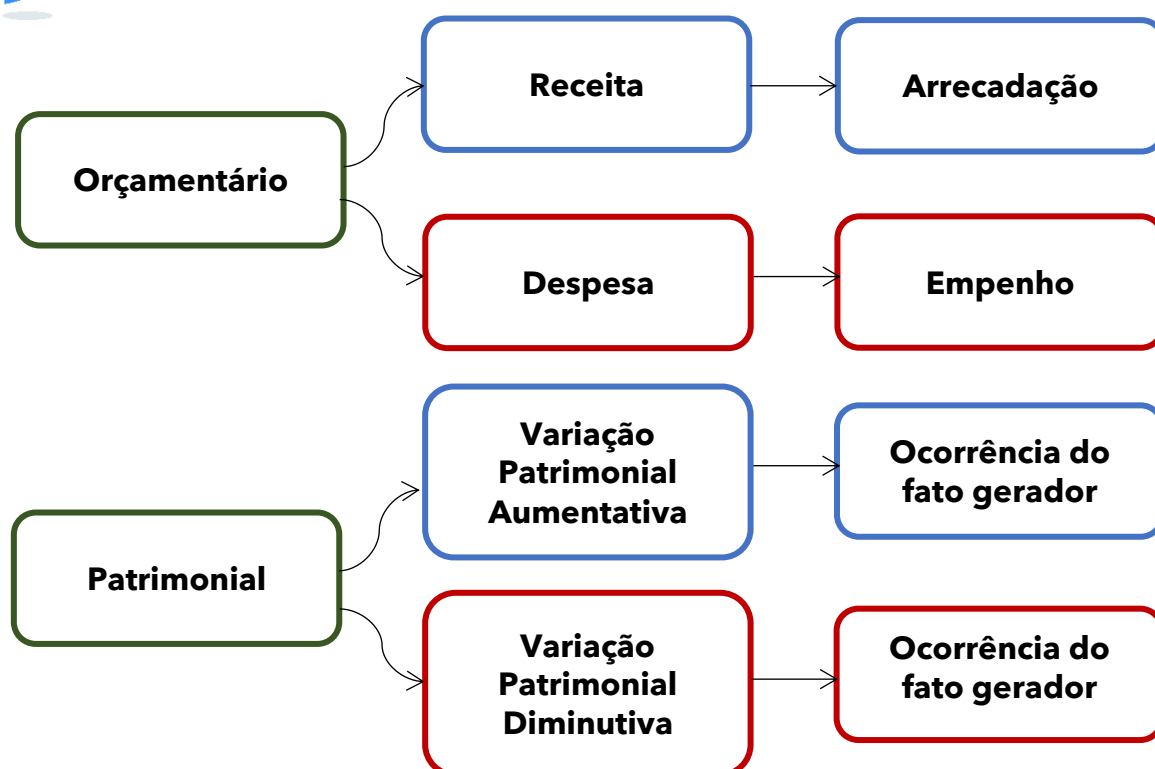 Receita
Arrecadação
Orçamentário
Despesa
Empenho
Variação
Patrimonial
Aumentativa
Ocorrência do
fato gerador
Patrimonial
Variação
Patrimonial
Diminutiva
Ocorrência do
fato gerador